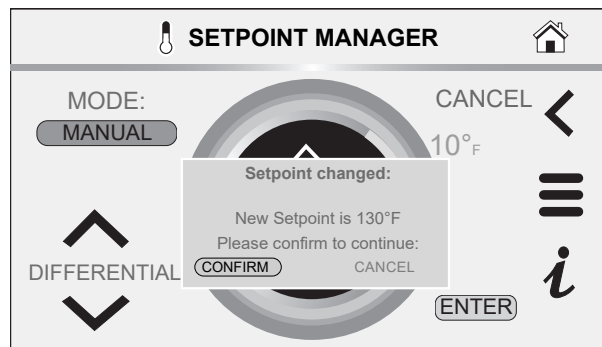 SETPOINT MANAGER
MODE:
MANUAL
CANCEL
10°F
Setpoint changed:
New Setpoint is 130°F
Please confirm to continue:
CONFIRM CANCEL
DIFFERENTIAL
i
ENTER